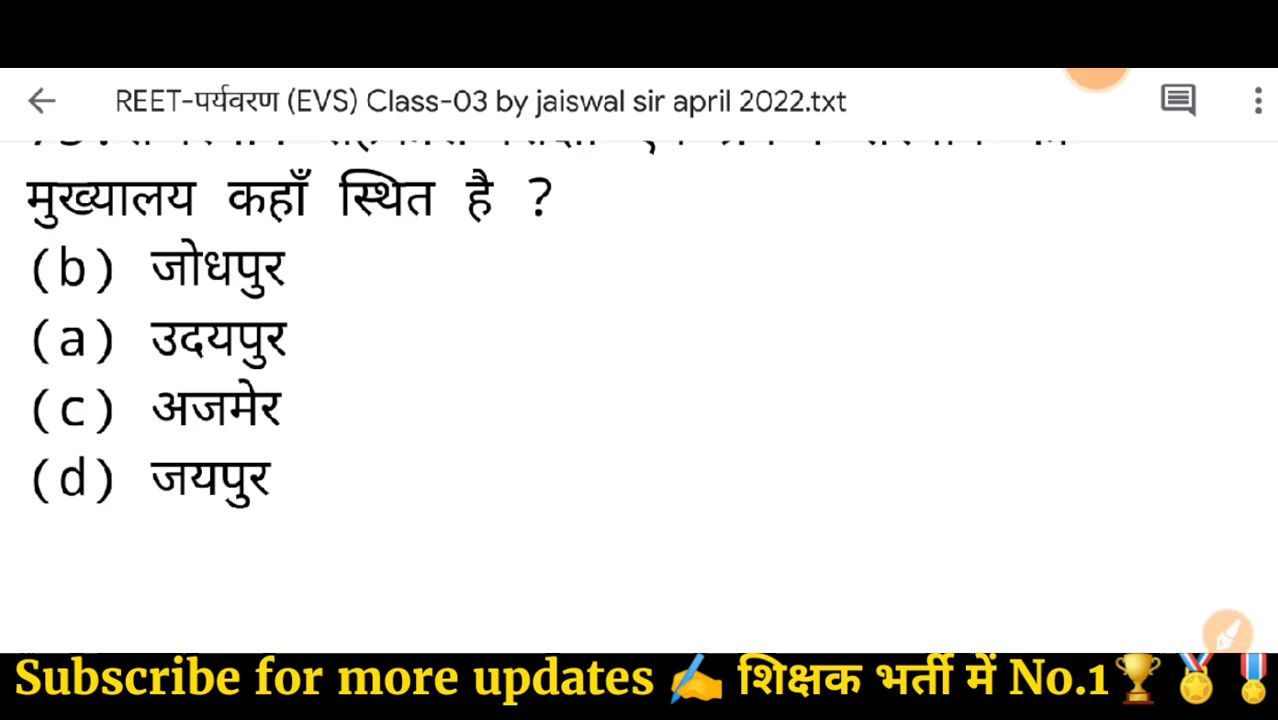 REET-पर्यवरण (EVS) Class-03 by jaiswal sir april 2022.txt
मुख्यालय कहाँ स्थित है ?
(b) जोधपुर
(a) उदयपुर
(c) अजमेर
(d) जयपुर
Subscribe for more updates ✍️ शिक्षक भर्ती में No.1🏆🏅🎖️